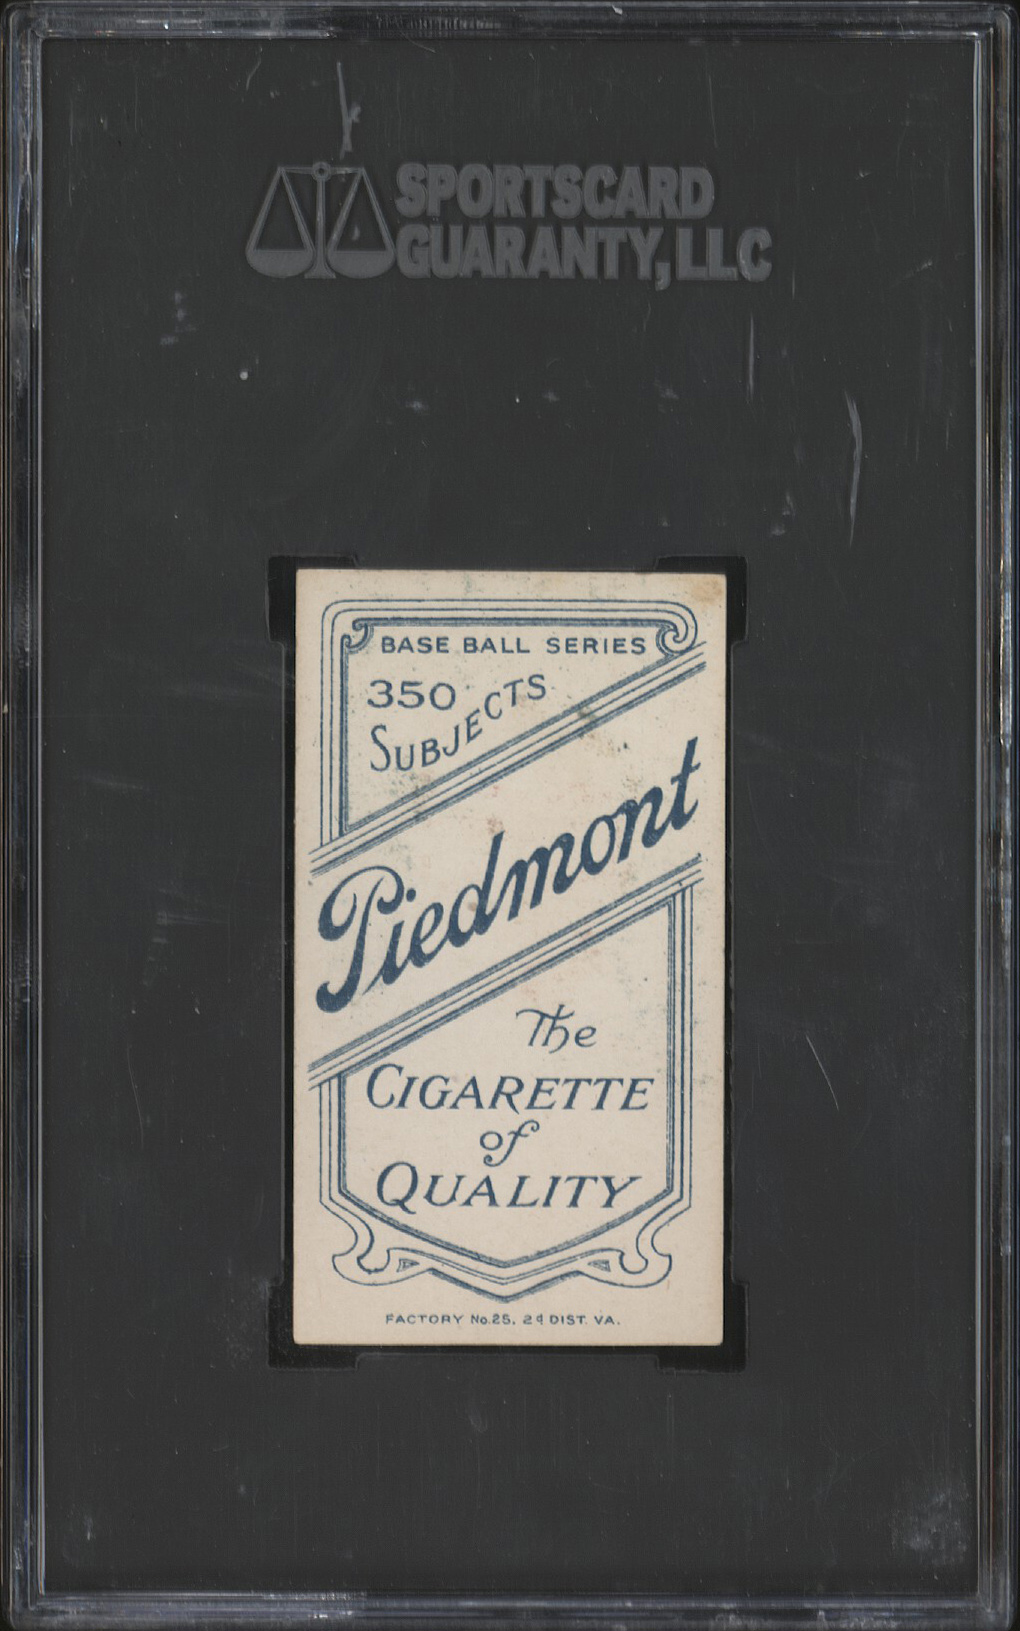 SPORTSCARD
GUARANTY, LLC
BASE BALL SERIES
350
SUBJECTS
Piedmont
The
CIGARETTE
of
QUALITY
FACTORY No. 25, 2d DIST. VA.